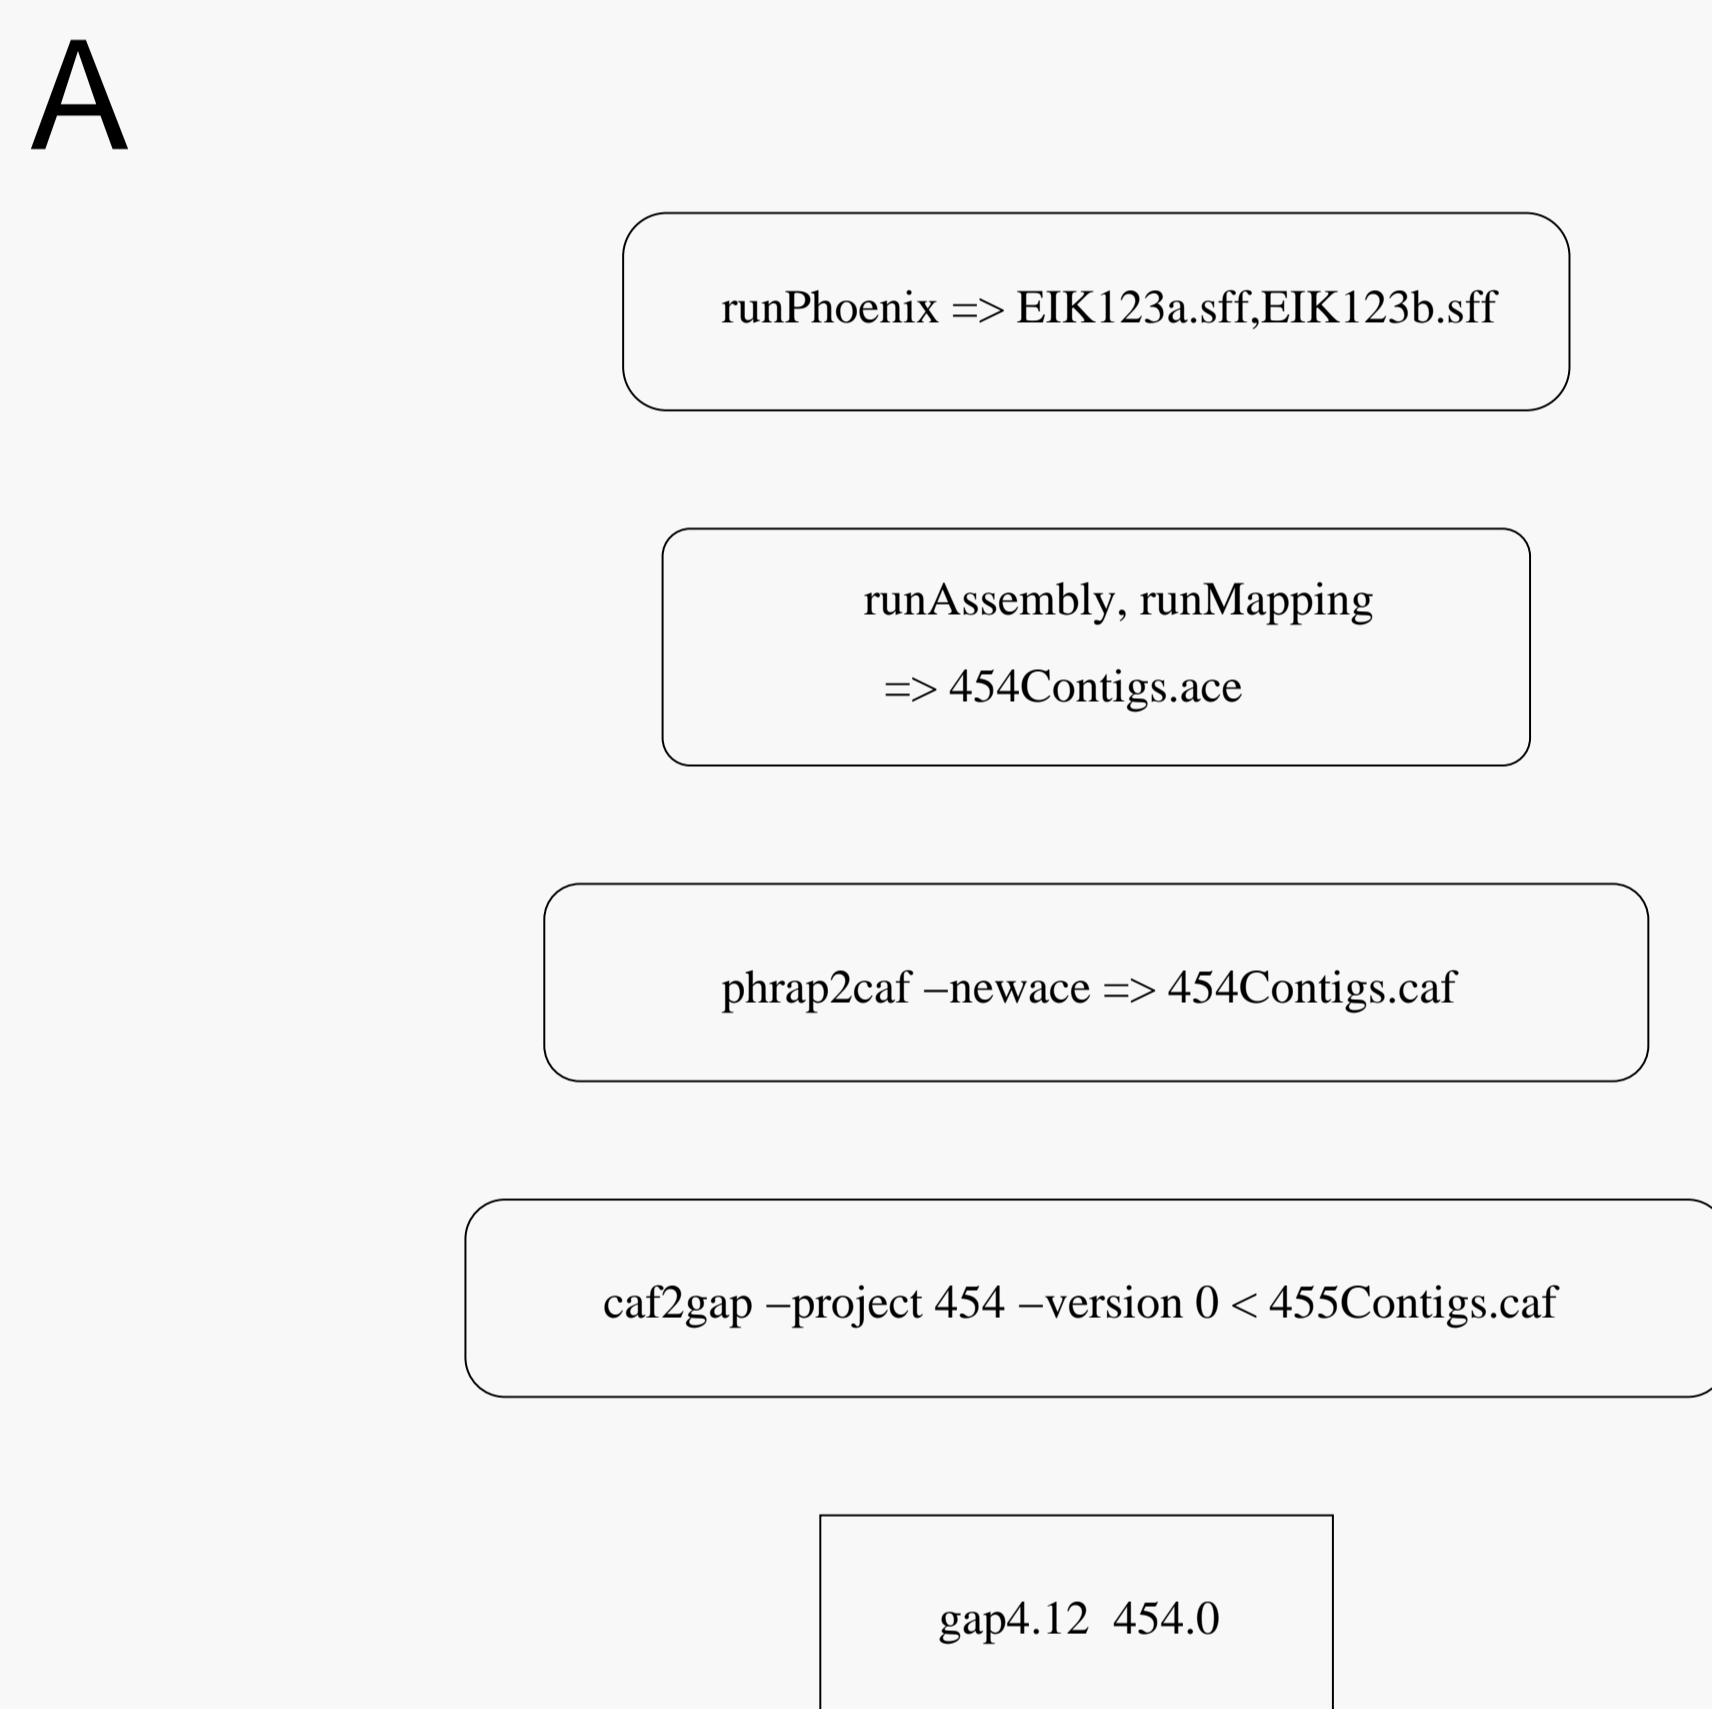 A
runPhoenix => EIK123a.sff,EIK123b.sff
runAssembly, runMapping
=> 454Contigs.ace
phrap2caf –newace => 454Contigs.caf
caf2gap –project 454 –version 0 < 455Contigs.caf
gap4.12  454.0